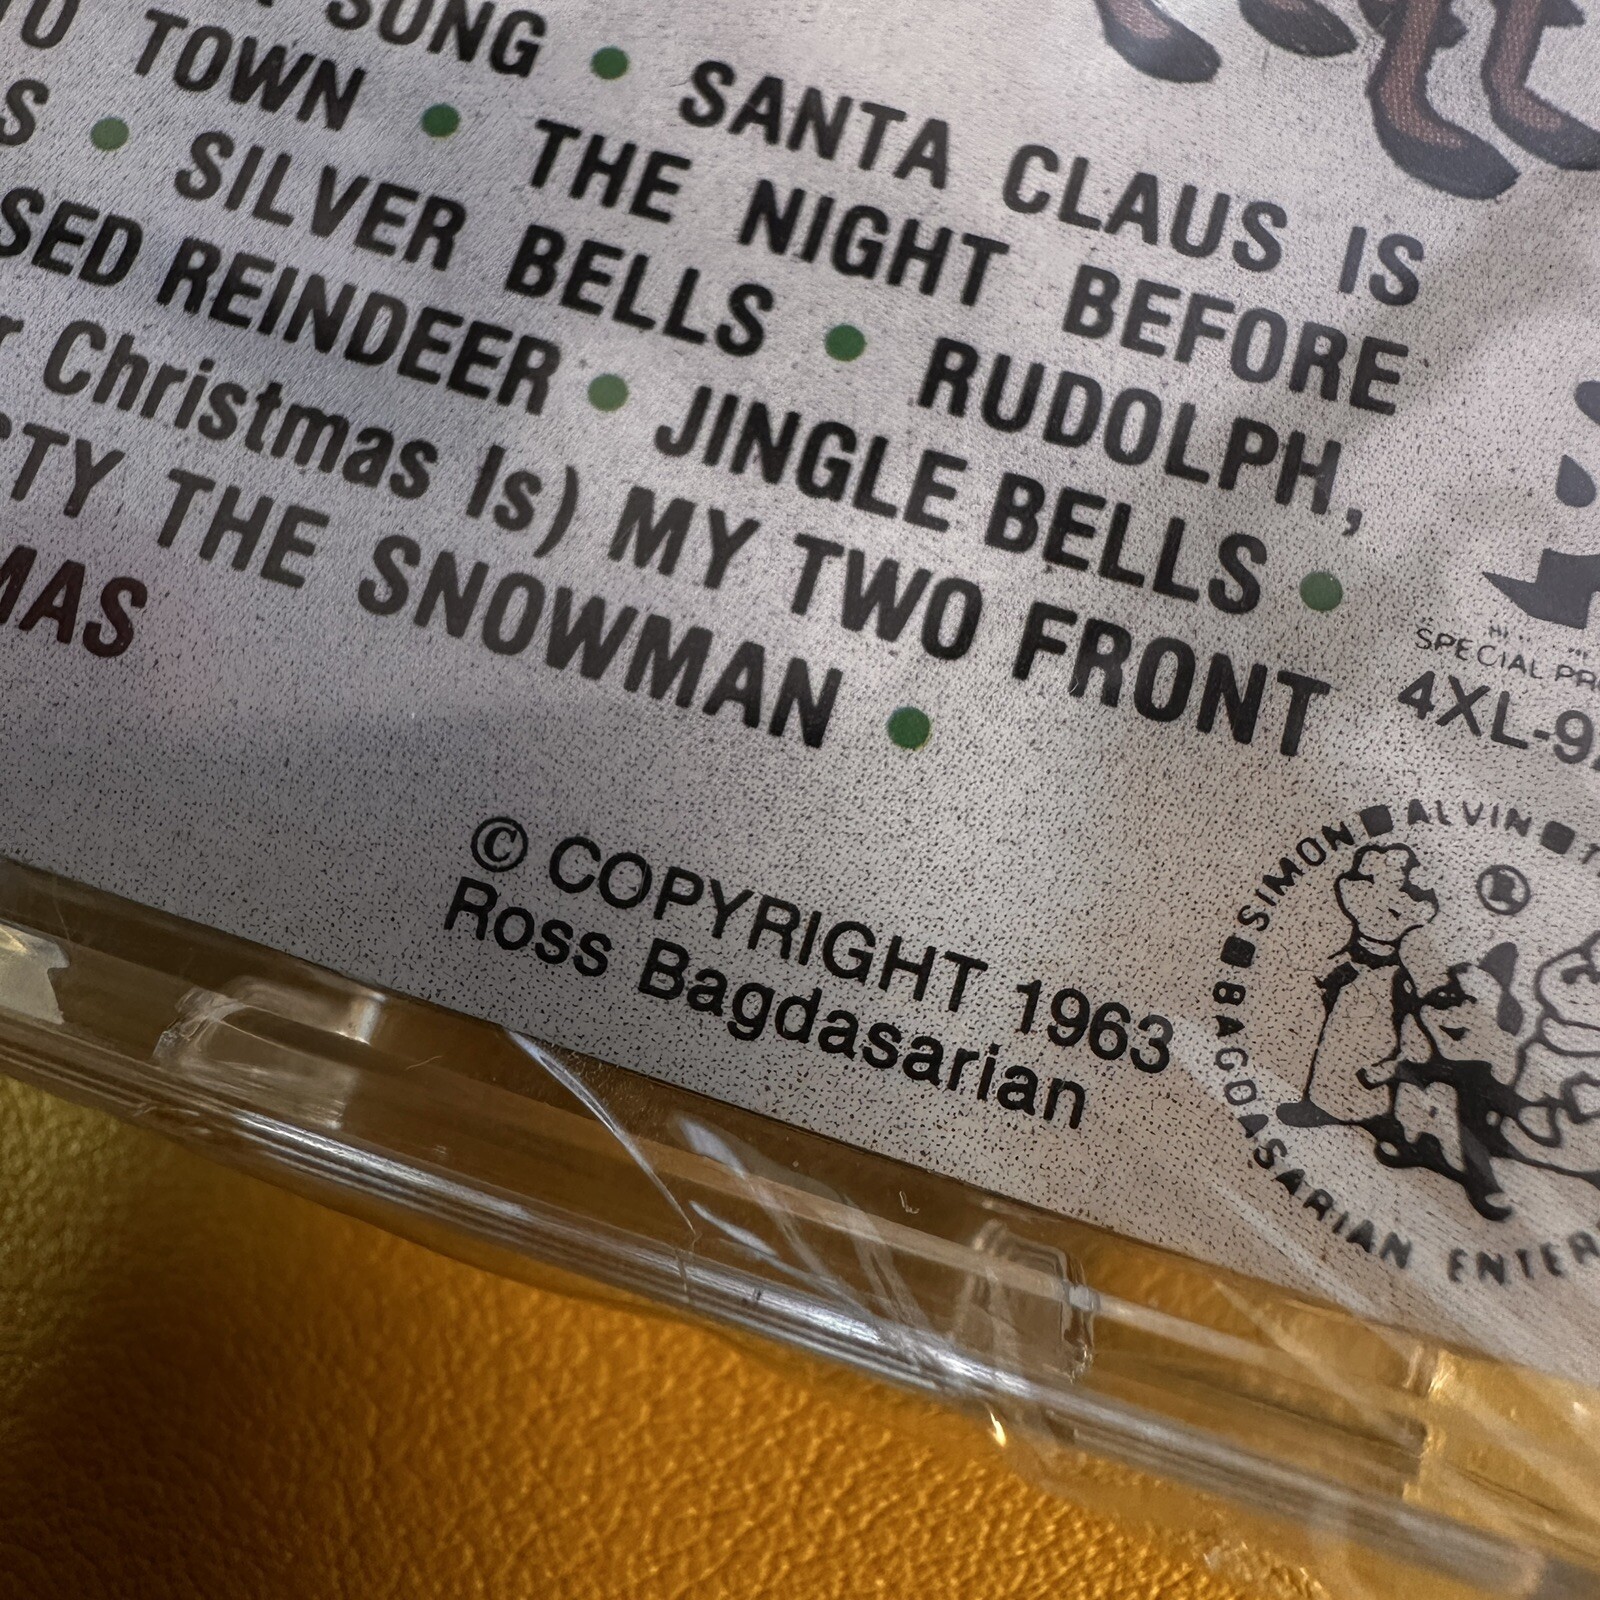 SONG • SANTA CLAUS IS
TOWN • THE NIGHT BEFORE
S • SILVER BELLS • RUDOLPH,
SED REINDEER • JINGLE BELLS •
r Christmas Is) MY TWO FRONT
STY THE SNOWMAN •
MAS
© COPYRIGHT 1963
Ross Bagdasarian
SPECIAL PR
4XL-9
SIMON ■ ALVIN ■
®
■ BAGDASARIAN ENTER